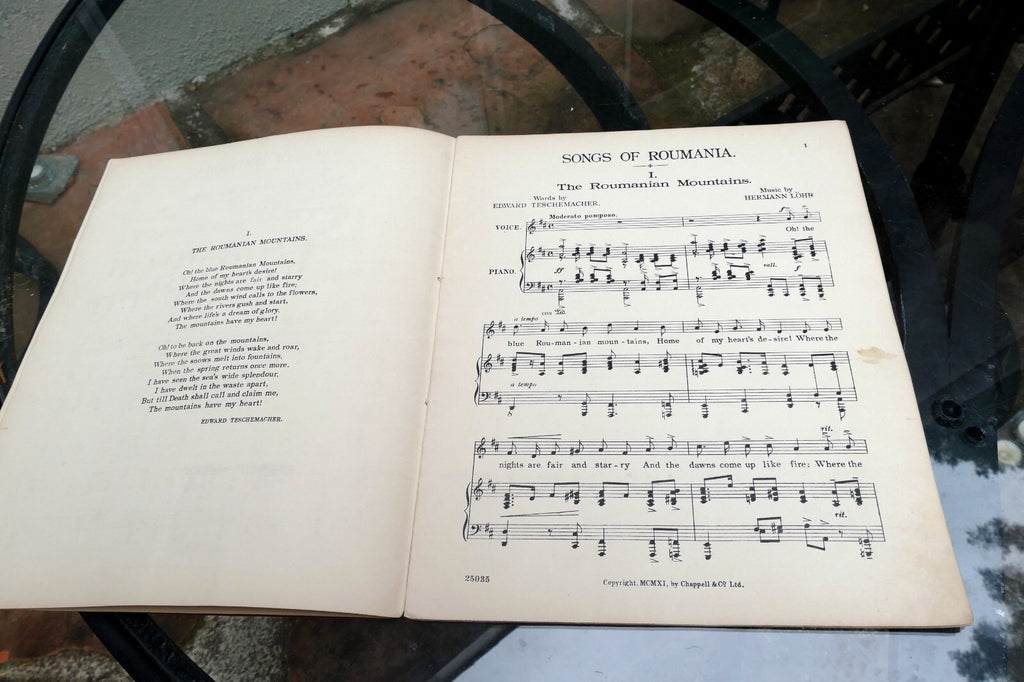 I.
THE ROUMANIAN MOUNTAINS.
Oh! the blue Roumanian Mountains,
Home of my heart's desire!
Where the nights are fair and starry
And the dawns come up like fire;
Where the south wind calls to the flowers,
Where the rivers gush and start,
And where life's a dream of glory.
The mountains have my heart!
Oh! to be back on the mountains,
Where the great winds wake and roar,
Where the snows melt into fountains,
When the spring returns once more,
I have seen the sea's wide splendour,
I have dwelt in the waste apart,
But till Death shall call and claim me,
The mountains have my heart!
EDWARD TESCHEMACHER.
1
SONGS OF ROUMANIA.
I.
The Roumanian Mountains.
Words by
EDWARD TESCHEMACHER.
Music by
HERMANN LÖHR
Moderato pomposo.
VOICE.
f
Oh! the
PIANO.
ff
rall.
f
con Ped.
a tempo
blue Rou-man-ian moun-tains, Home of my heart's de-sire! Where the
a tempo
rit.
nights are fair and star-ry And the dawns come up like fire; Where the
rit.
25035
Copyright, MCMXI, by Chappell & Co Ltd.